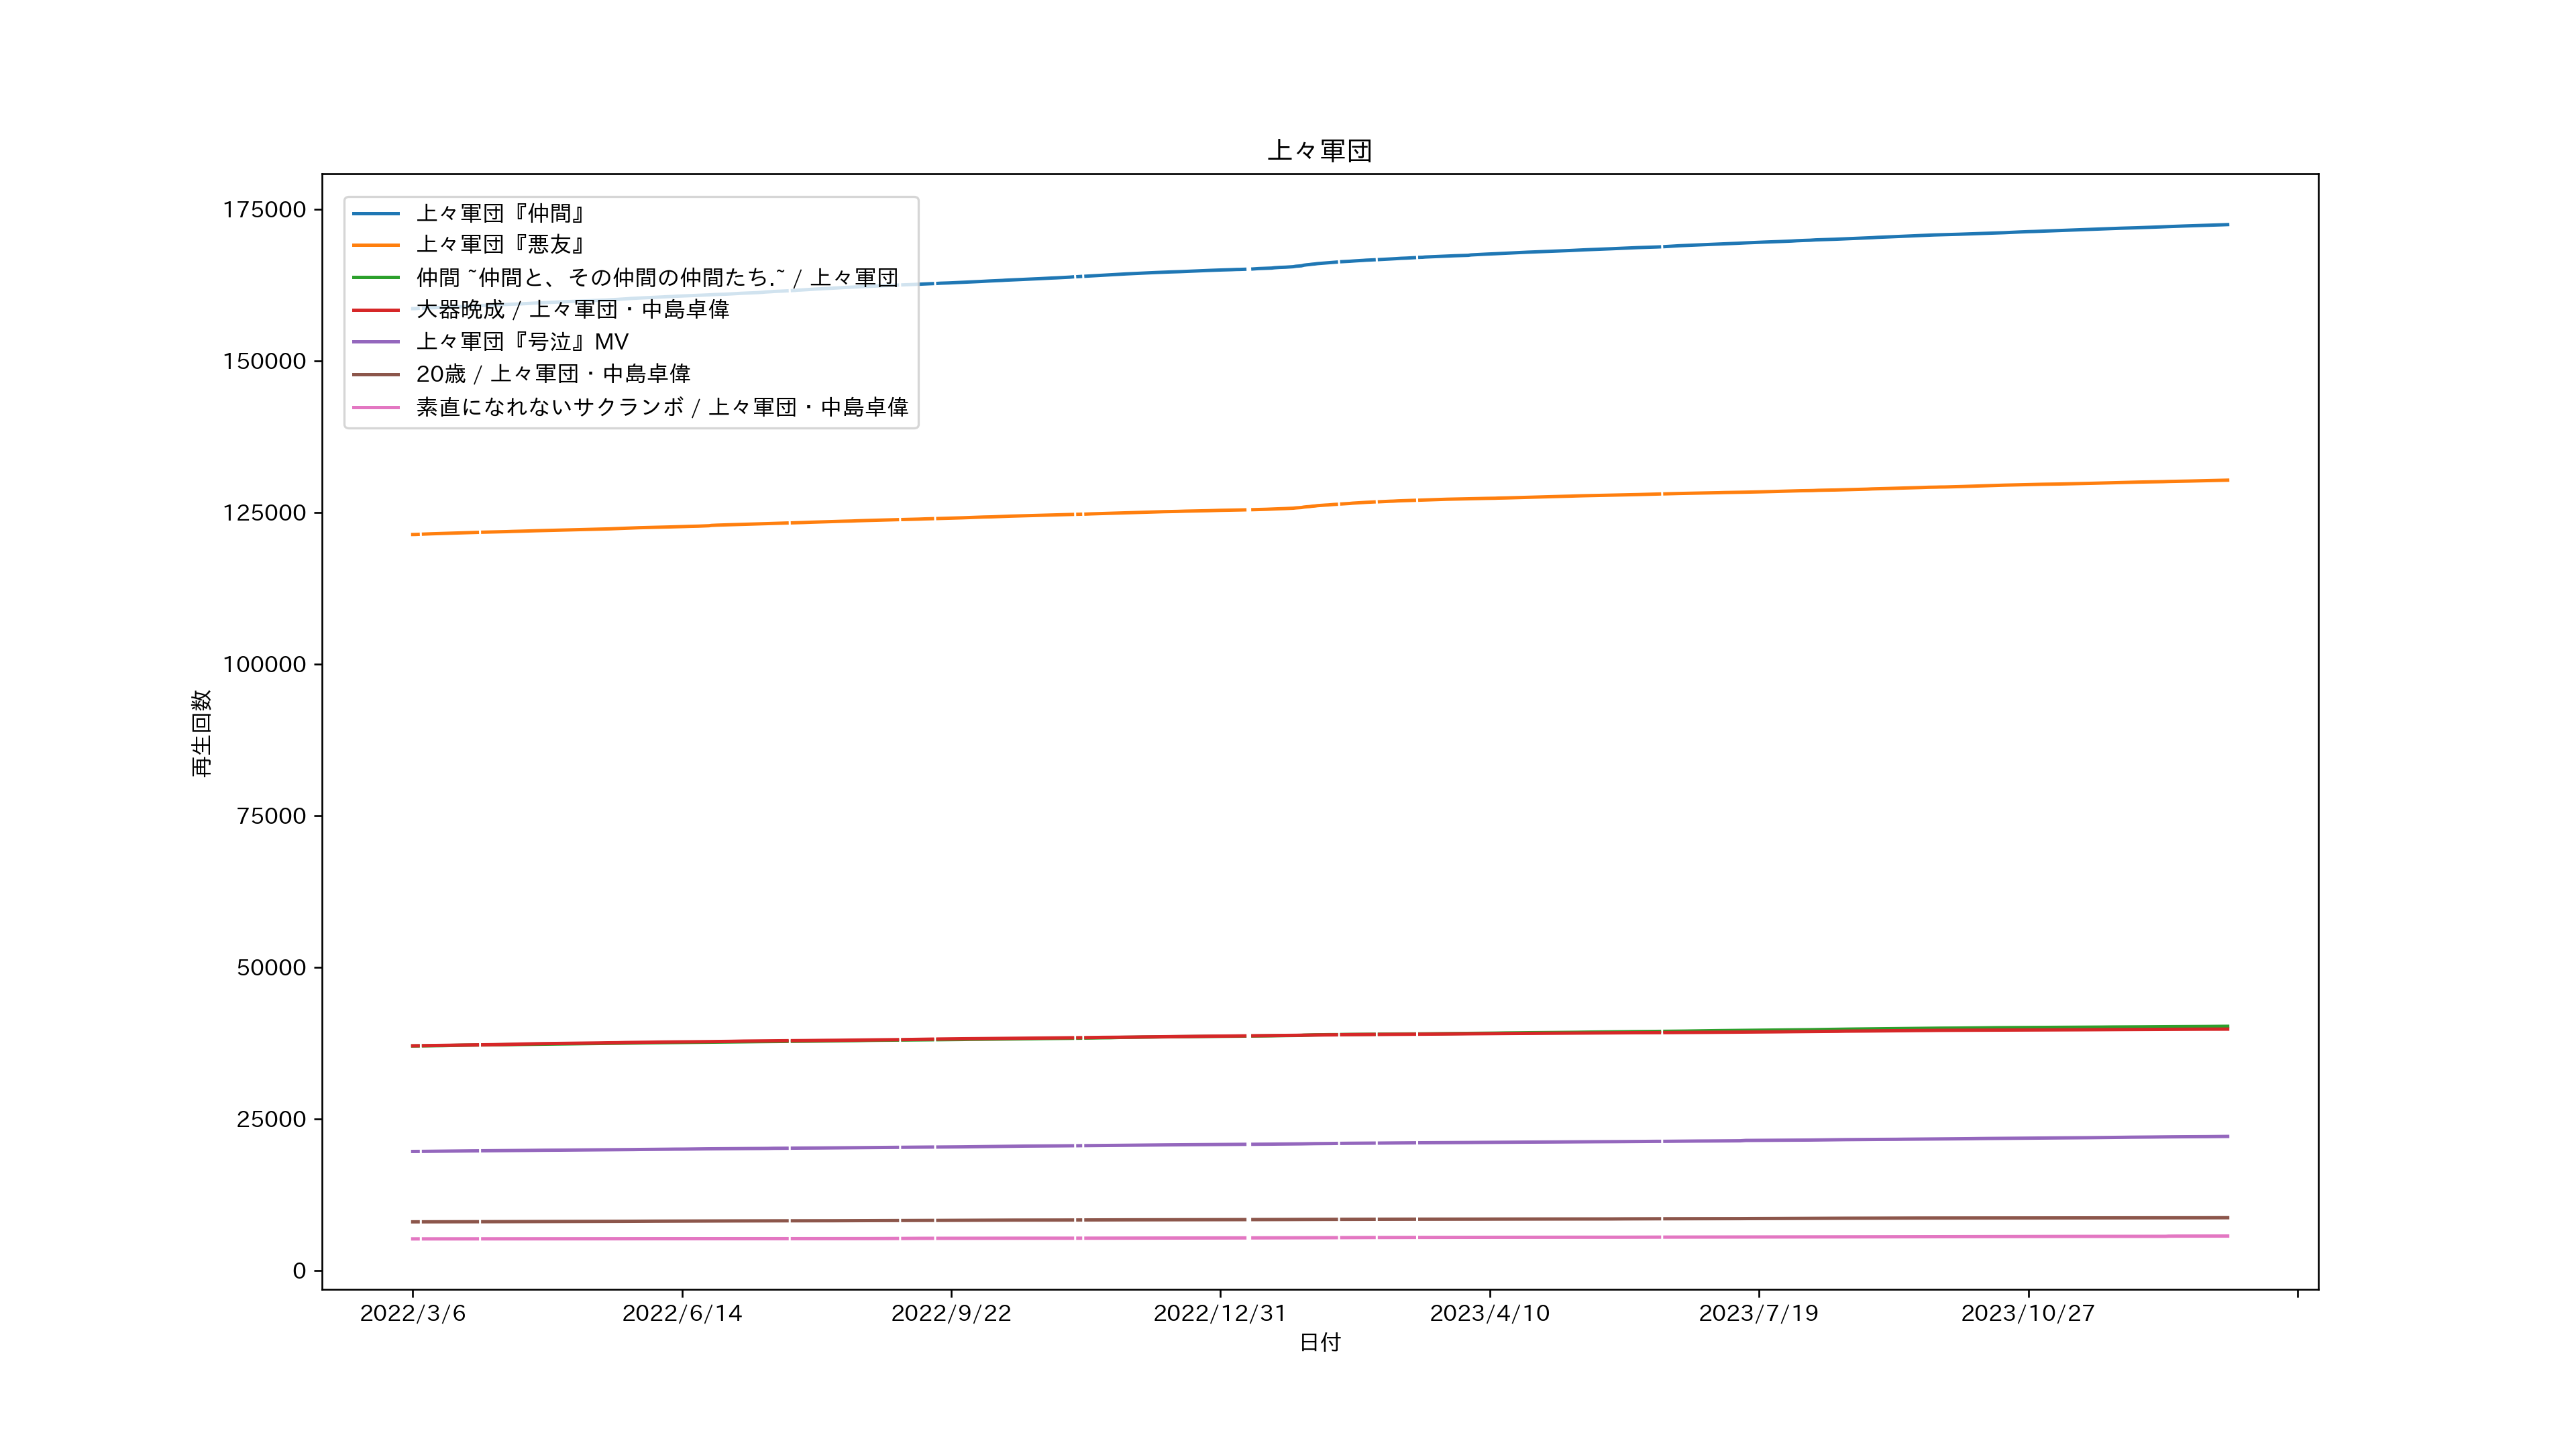 上々軍団
175000
150000
125000
100000
75000
50000
25000
0
再生回数
上々軍団『仲間』
上々軍団『悪友』
仲間 ~仲間と、その仲間の仲間たち.~ / 上々軍団
大器晩成 / 上々軍団・中島卓偉
上々軍団『号泣』MV
20歳 / 上々軍団・中島卓偉
素直になれないサクランボ / 上々軍団・中島卓偉
2022/3/6
2022/6/14
2022/9/22
2022/12/31
2023/4/10
2023/7/19
2023/10/27
日付